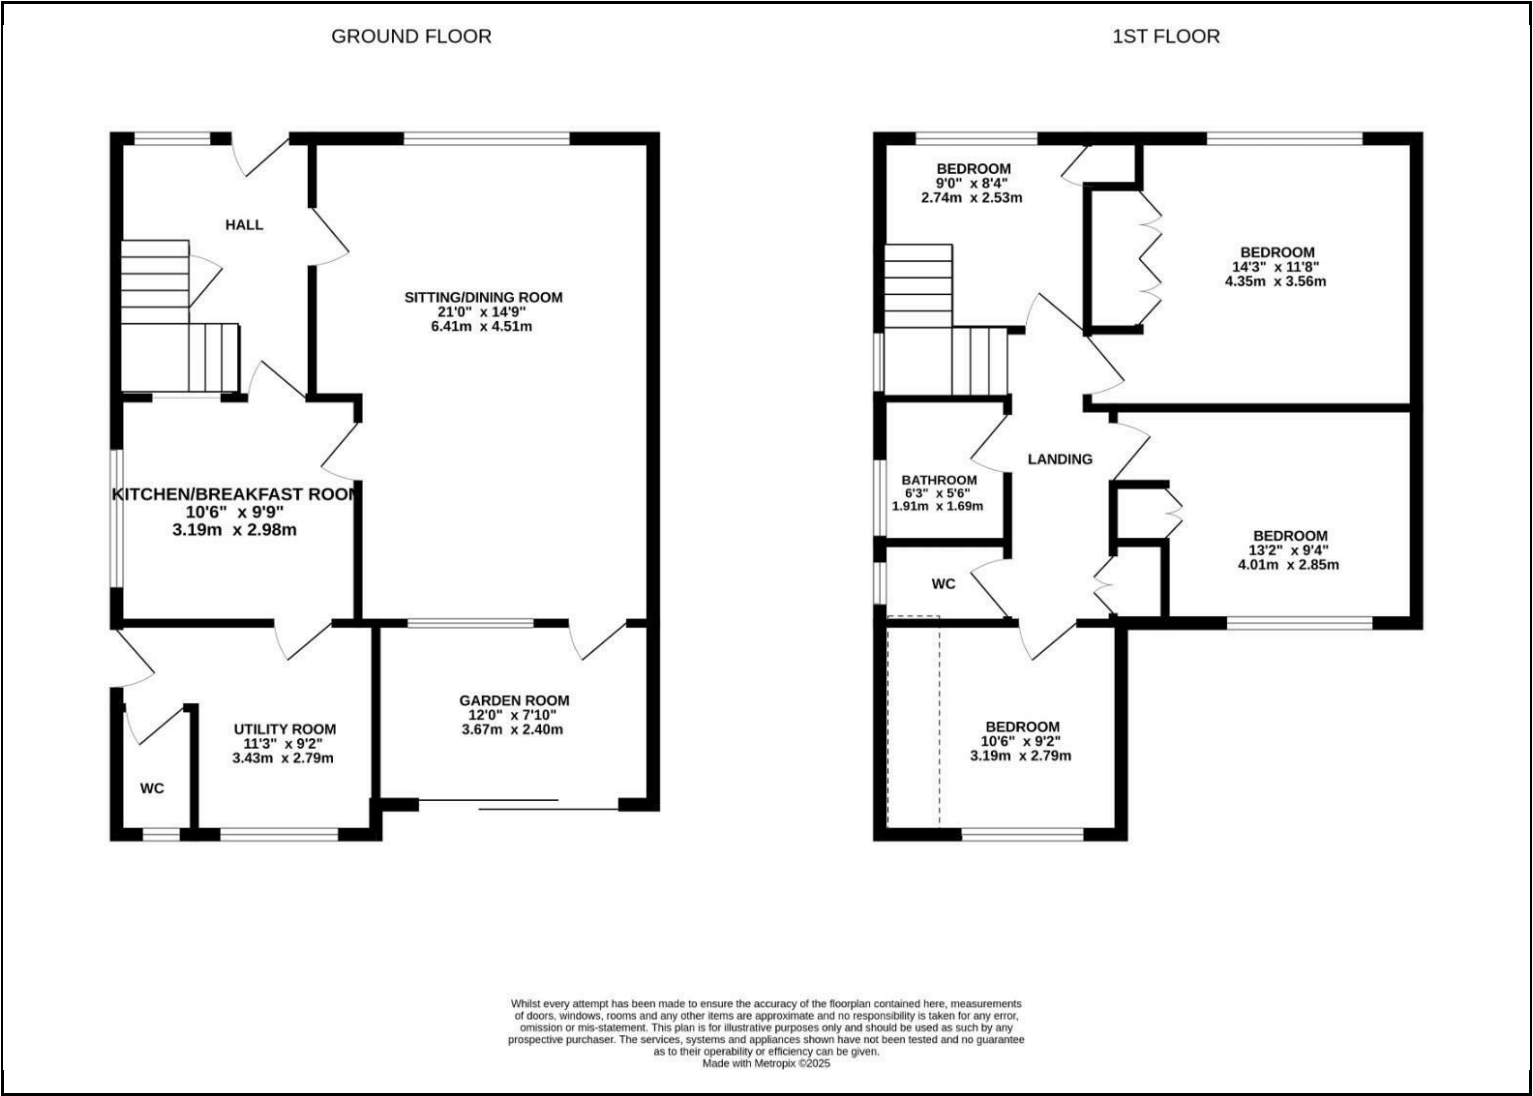 GROUND FLOOR
HALL
SITTING/DINING ROOM
21'0" x 14'9"
6.41m x 4.51m
KITCHEN/BREAKFAST ROOM
10'6" x 9'9"
3.19m x 2.98m
UTILITY ROOM
11'3" x 9'2"
3.43m x 2.79m
WC
GARDEN ROOM
12'0" x 7'10"
3.67m x 2.40m
1ST FLOOR
BEDROOM
9'0" x 8'4"
2.74m x 2.53m
BEDROOM
14'3" x 11'8"
4.35m x 3.56m
LANDING
BATHROOM
6'3" x 5'6"
1.91m x 1.69m
WC
BEDROOM
13'2" x 9'4"
4.01m x 2.85m
BEDROOM
10'6" x 9'2"
3.19m x 2.79m
Whilst every attempt has been made to ensure the accuracy of the floorplan contained here, measurements
of doors, windows, rooms and any other items are approximate and no responsibility is taken for any error,
omission or mis-statement. This plan is for illustrative purposes only and should be used as such by any
prospective purchaser. The services, systems and appliances shown have not been tested and no guarantee
as to their operability or efficiency can be given.
Made with Metropix ©2025